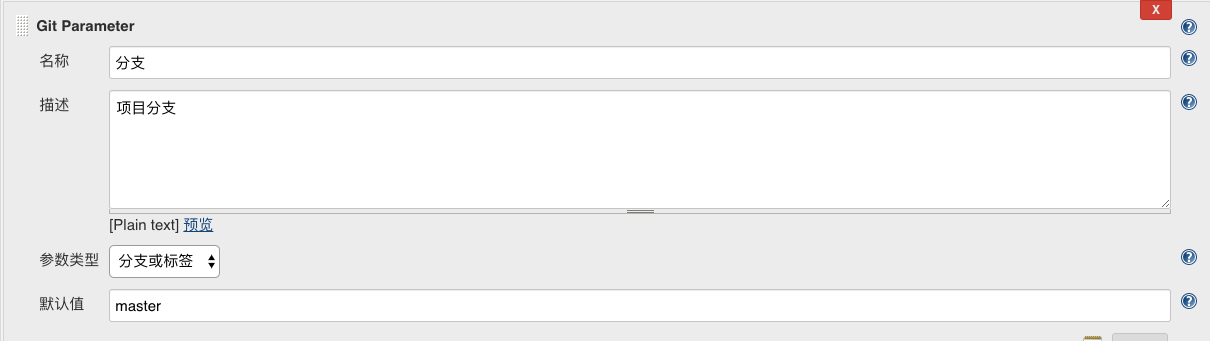 X
Git Parameter
名称 分支
描述 项目分支
[Plain text] 预览
参数类型 分支或标签
默认值 master